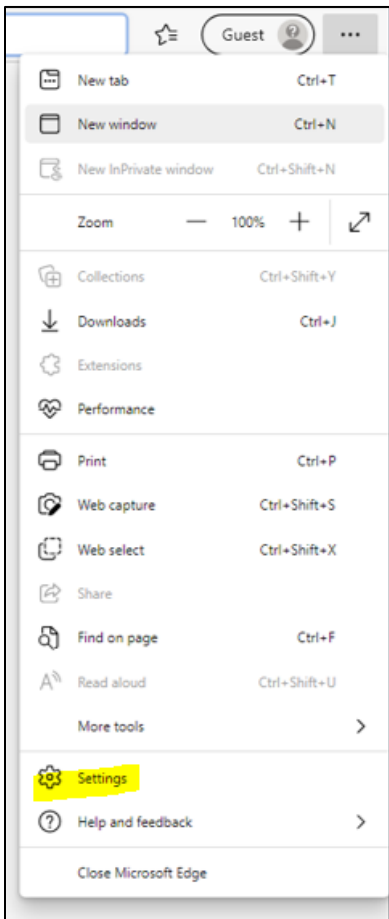 Guest
New tab Ctrl+T
New window Ctrl+N
New InPrivate window Ctrl+Shift+N
Zoom — 100% +
Collections Ctrl+Shift+Y
Downloads Ctrl+J
Extensions
Performance
Print Ctrl+P
Web capture Ctrl+Shift+S
Web select Ctrl+Shift+X
Share
Find on page Ctrl+F
Read aloud Ctrl+Shift+U
More tools
Settings
Help and feedback
Close Microsoft Edge